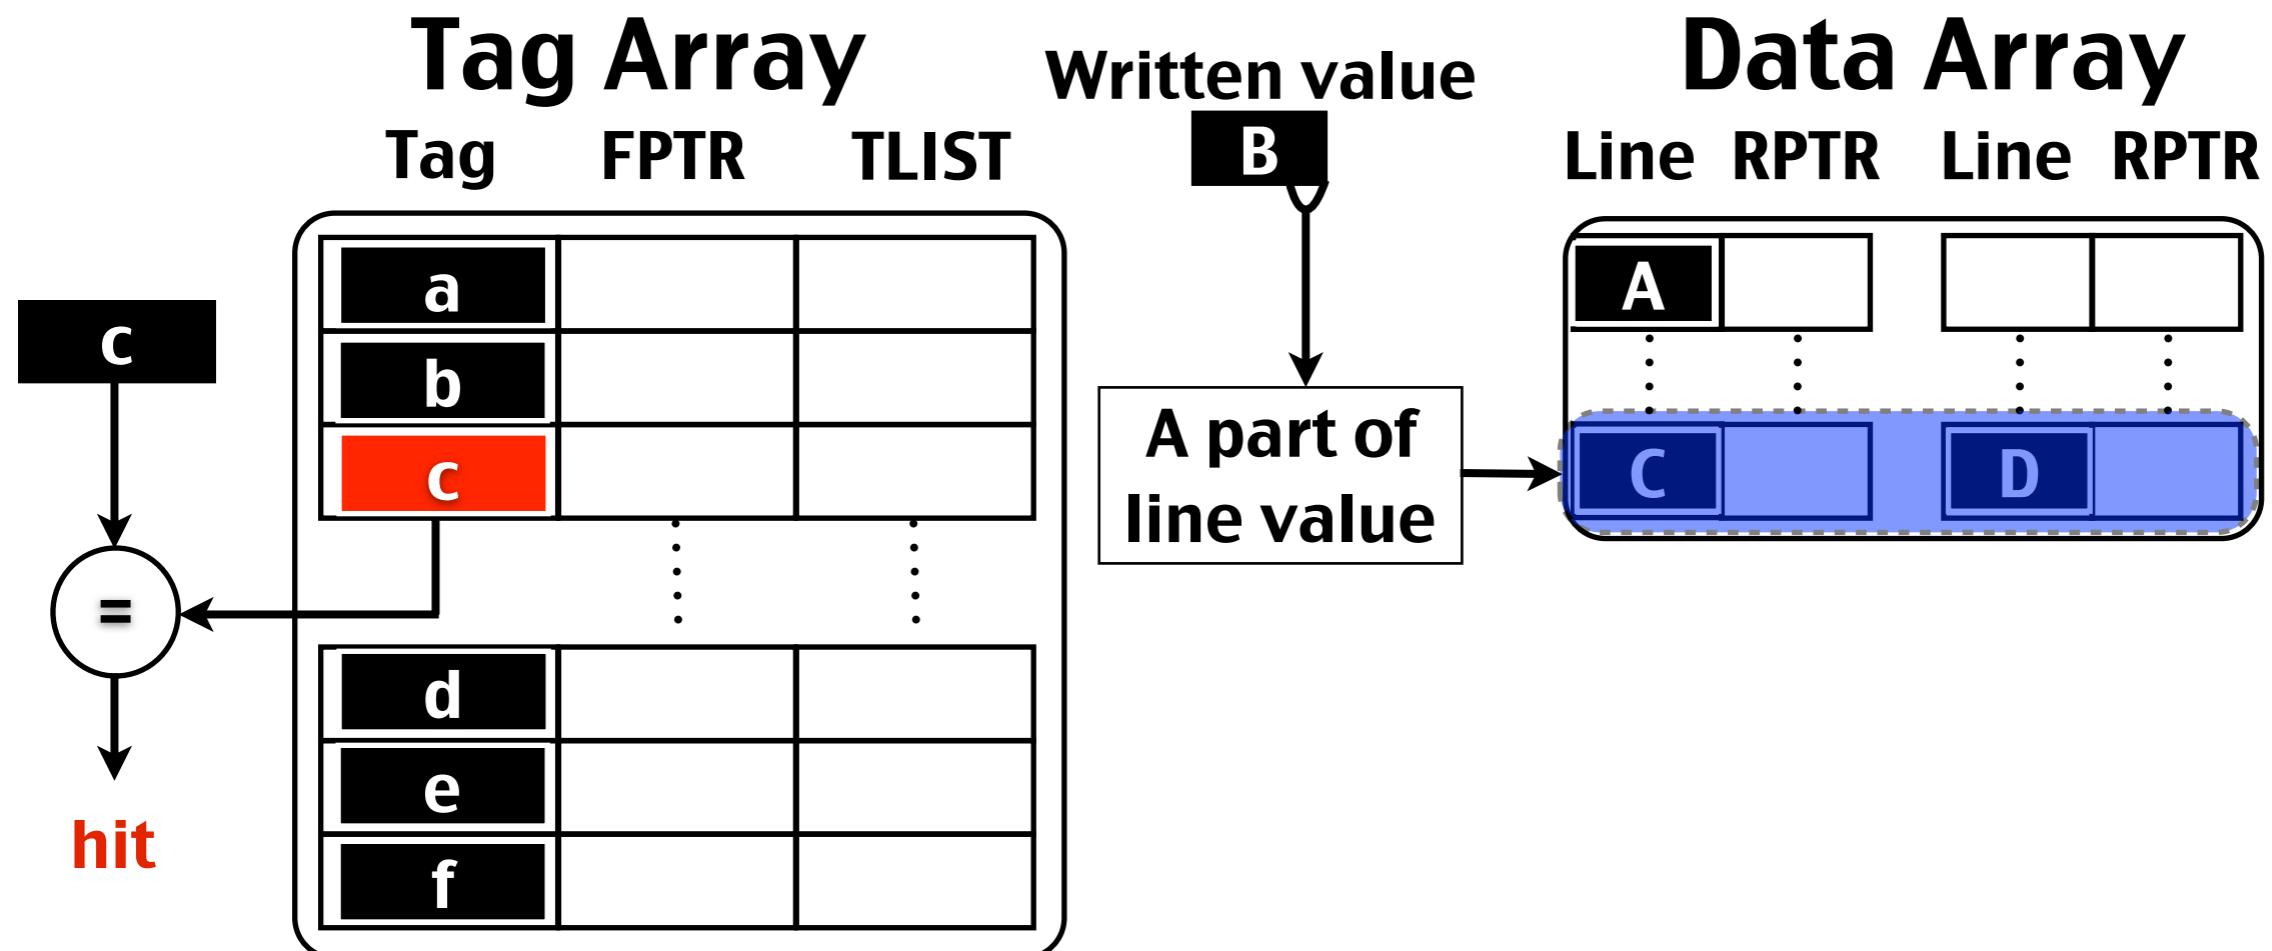 Tag Array
Written value
Data Array
Tag FPTR TLIST
B
Line RPTR Line RPTR
a
A
c
b
A part of
line value
c
C
D
=
d
e
hit
f